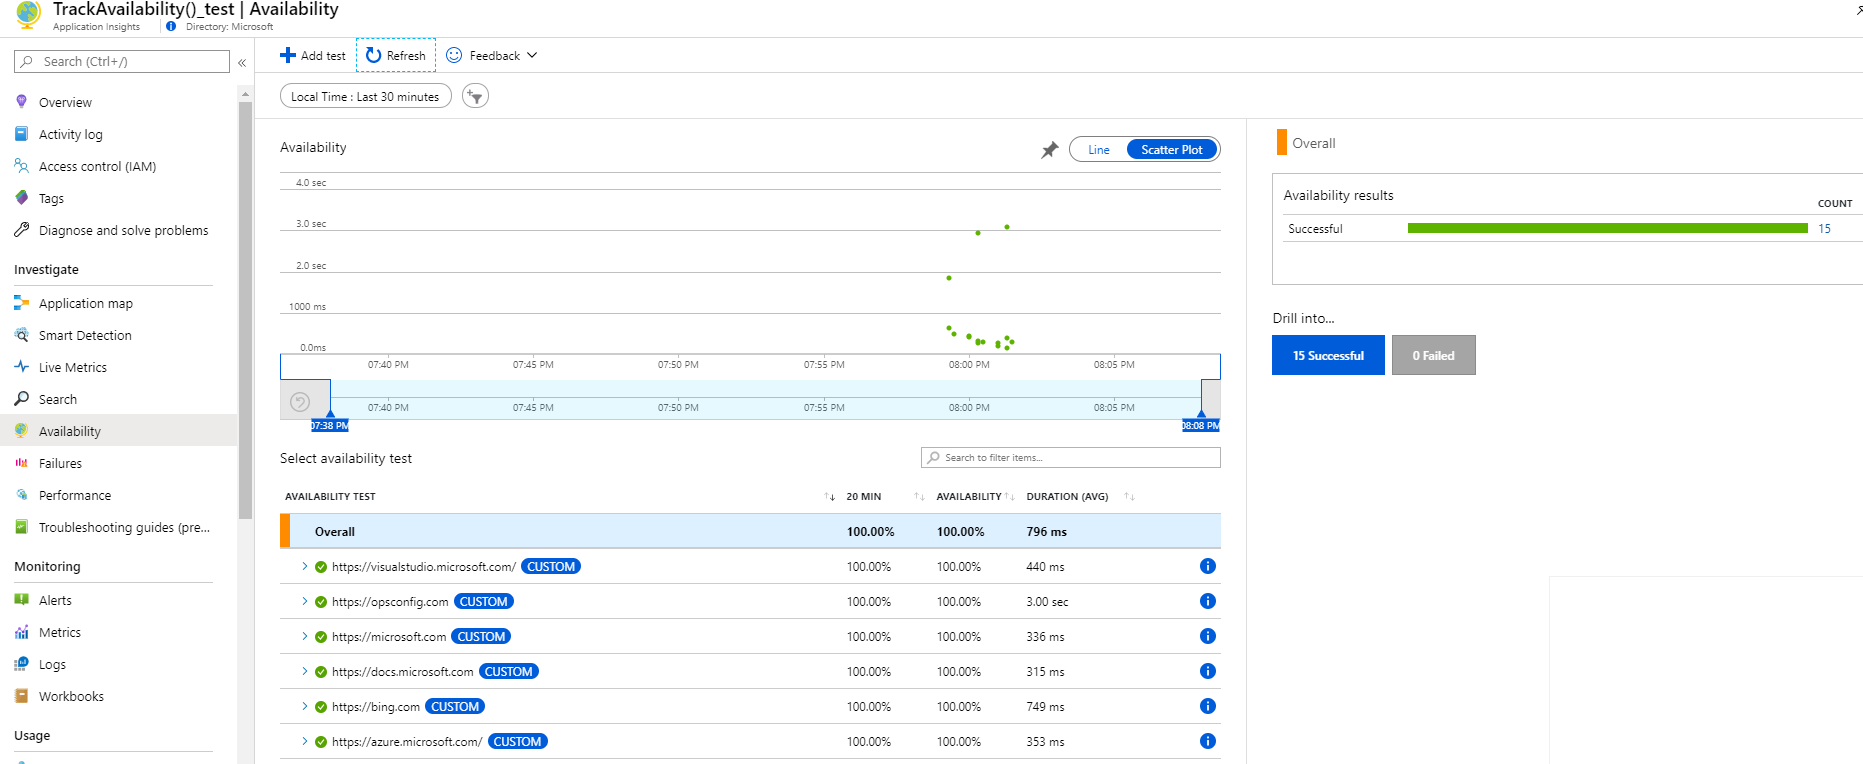 TrackAvailability()_test | Availability
Application Insights
Directory: Microsoft
Search (Ctrl+/)
«
Overview
Activity log
Access control (IAM)
Tags
Diagnose and solve problems
Investigate
Application map
Smart Detection
Live Metrics
Search
Availability
Failures
Performance
Troubleshooting guides (pre...
Monitoring
Alerts
Metrics
Logs
Workbooks
Usage
Add test
Refresh
Feedback
Local Time : Last 30 minutes
Availability
Line
Scatter Plot
4.0 sec
3.0 sec
2.0 sec
1000 ms
0.0ms
07:40 PM 07:45 PM 07:50 PM 07:55 PM 08:00 PM 08:05 PM
07:40 PM 07:45 PM 07:50 PM 07:55 PM 08:00 PM 08:05 PM
07:38 PM 08:08 PM
Select availability test
Search to filter items...
AVAILABILITY TEST 20 MIN AVAILABILITY DURATION (AVG)
Overall 100.00% 100.00% 796 ms
https://visualstudio.microsoft.com/ CUSTOM 100.00% 100.00% 440 ms
https://opsconfig.com CUSTOM 100.00% 100.00% 3.00 sec
https://microsoft.com CUSTOM 100.00% 100.00% 336 ms
https://docs.microsoft.com CUSTOM 100.00% 100.00% 315 ms
https://bing.com CUSTOM 100.00% 100.00% 749 ms
https://azure.microsoft.com/ CUSTOM 100.00% 100.00% 353 ms
Overall
Availability results
COUNT
Successful 15
Drill into...
15 Successful
0 Failed